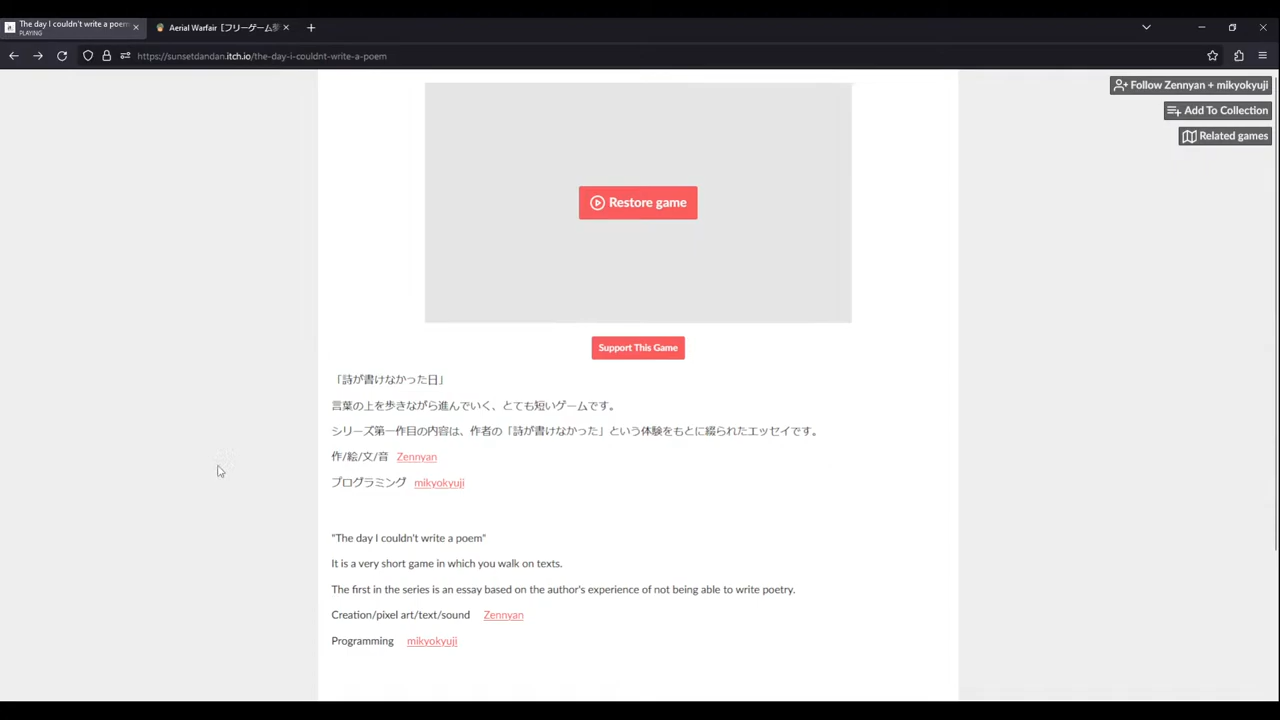 The day I couldn't write a poem
PLAYING
Aerial Warfair [フリーゲーム夢
https://sunsetdandan.itch.io/the-day-i-couldnt-write-a-poem
Follow Zennyan + mikyokyuji
Add To Collection
Related games
Restore game
Support This Game
「詩が書けなかった日」
言葉の上を歩きながら進んでいく、とても短いゲームです。
シリーズ第一作目の内容は、作者の「詩が書けなかった」という体験をもとに綴られたエッセイです。
作/絵/文/音 Zennyan
プログラミング mikyokyuji
"The day I couldn't write a poem"
It is a very short game in which you walk on texts.
The first in the series is an essay based on the author's experience of not being able to write poetry.
Creation/pixel art/text/sound Zennyan
Programming mikyokyuji